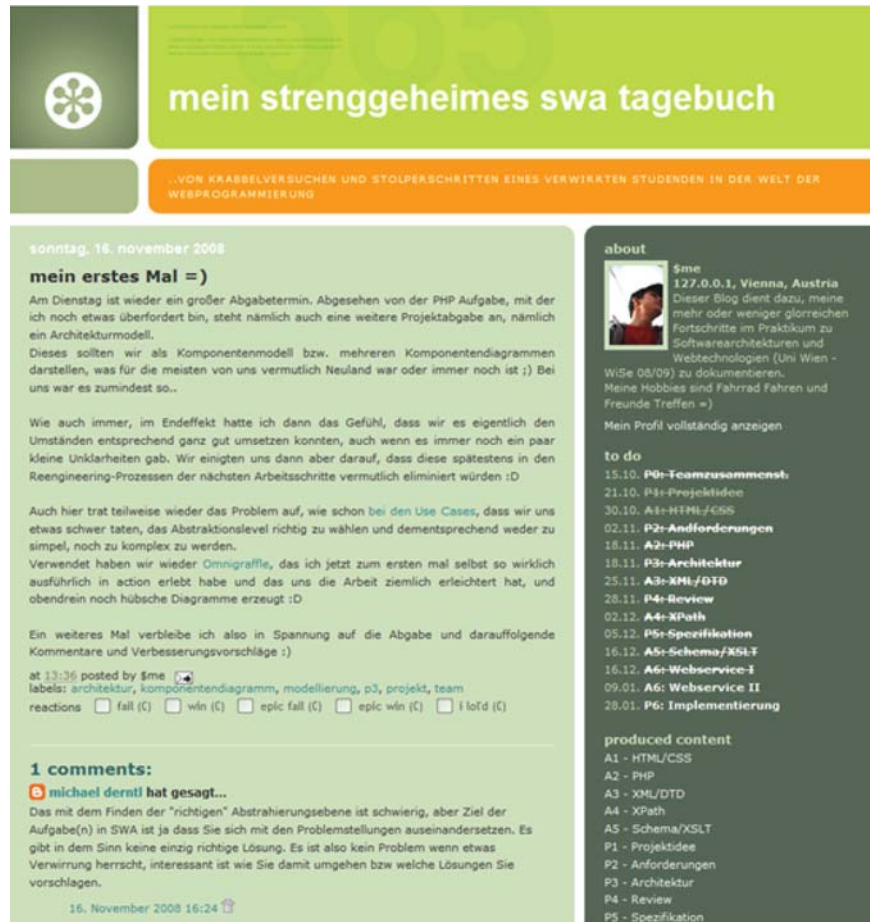 mein strenggeheimes swa tagebuch
..VON KRABBELVERSUCHEN UND STOLPERSCHRITTEN EINES VERWIRRTEN STUDENDEN IN DER WELT DER
WEBPROGRAMMIERUNG
sonntag, 16. november 2008
mein erstes Mal =)
Am Dienstag ist wieder ein großer Abgabetermin. Abgesehen von der PHP Aufgabe, mit der
ich noch etwas überfordert bin, steht nämlich auch eine weitere Projektabgabe an, nämlich
ein Architekturmodell.
Dieses sollten wir als Komponentenmodell bzw. mehreren Komponentendiagrammen
darstellen, was für die meisten von uns vermutlich Neuland war oder immer noch ist ;) Bei
uns war es zumindest so..
Wie auch immer, im Endeffekt hatte ich dann das Gefühl, dass wir es eigentlich den
Umständen entsprechend ganz gut umsetzen konnten, auch wenn es immer noch ein paar
kleine Unklarheiten gab. Wir einigten uns dann aber darauf, dass diese spätestens in den
Reengineering-Prozessen der nächsten Arbeitsschritte vermutlich eliminiert würden :D
Auch hier trat teilweise wieder das Problem auf, wie schon bei den Use Cases, dass wir uns
etwas schwer taten, das Abstraktionslevel richtig zu wählen und dementsprechend weder zu
simpel, noch zu komplex zu werden.
Verwendet haben wir wieder Omnigraffle, das ich jetzt zum ersten mal selbst so wirklich
ausführlich in action erlebt habe und das uns die Arbeit ziemlich erleichtert hat, und
obendrein noch hübsche Diagramme erzeugt :D
Ein weiteres Mal verbleibe ich also in Spannung auf die Abgabe und darauffolgende
Kommentare und Verbesserungsvorschläge :)
at 13:36 posted by $me
labels: architektur, komponentendiagramm, modellierung, p3, projekt, team
reactions fail (0) win (0) epic fail (0) epic win (0) i lol'd (0)
1 comments:
michael derntl hat gesagt...
Das mit dem Finden der "richtigen" Abstrahierungsebene ist schwierig, aber Ziel der
Aufgabe(n) in SWA ist ja dass Sie sich mit den Problemstellungen auseinandersetzen. Es
gibt in dem Sinn keine einzig richtige Lösung. Es ist also kein Problem wenn etwas
Verwirrung herrscht, interessant ist wie Sie damit umgehen bzw welche Lösungen Sie
vorschlagen.
16. November 2008 16:24
about
$me
127.0.0.1, Vienna, Austria
Dieser Blog dient dazu, meine
mehr oder weniger glorreichen
Fortschritte im Praktikum zu
Softwarearchitekturen und
Webtechnologien (Uni Wien -
WiSe 08/09) zu dokumentieren.
Meine Hobbies sind Fahrrad Fahren und
Freunde Treffen =)
Mein Profil vollständig anzeigen
to do
15.10. P0: Teamzusammenst.
21.10. P1: Projektidee
30.10. A1: HTML/CSS
02.11. P2: Andforderungen
18.11. A2: PHP
18.11. P3: Architektur
25.11. A3: XML/DTD
28.11. P4: Review
02.12. A4: XPath
05.12. P5: Spezifikation
16.12. A5: Schema/XSLT
16.12. A6: Webservice I
09.01. A6: Webservice II
28.01. P6: Implementierung
produced content
A1 - HTML/CSS
A2 - PHP
A3 - XML/DTD
A4 - XPath
A5 - Schema/XSLT
P1 - Projektidee
P2 - Anforderungen
P3 - Architektur
P4 - Review
P5 - Spezifikation